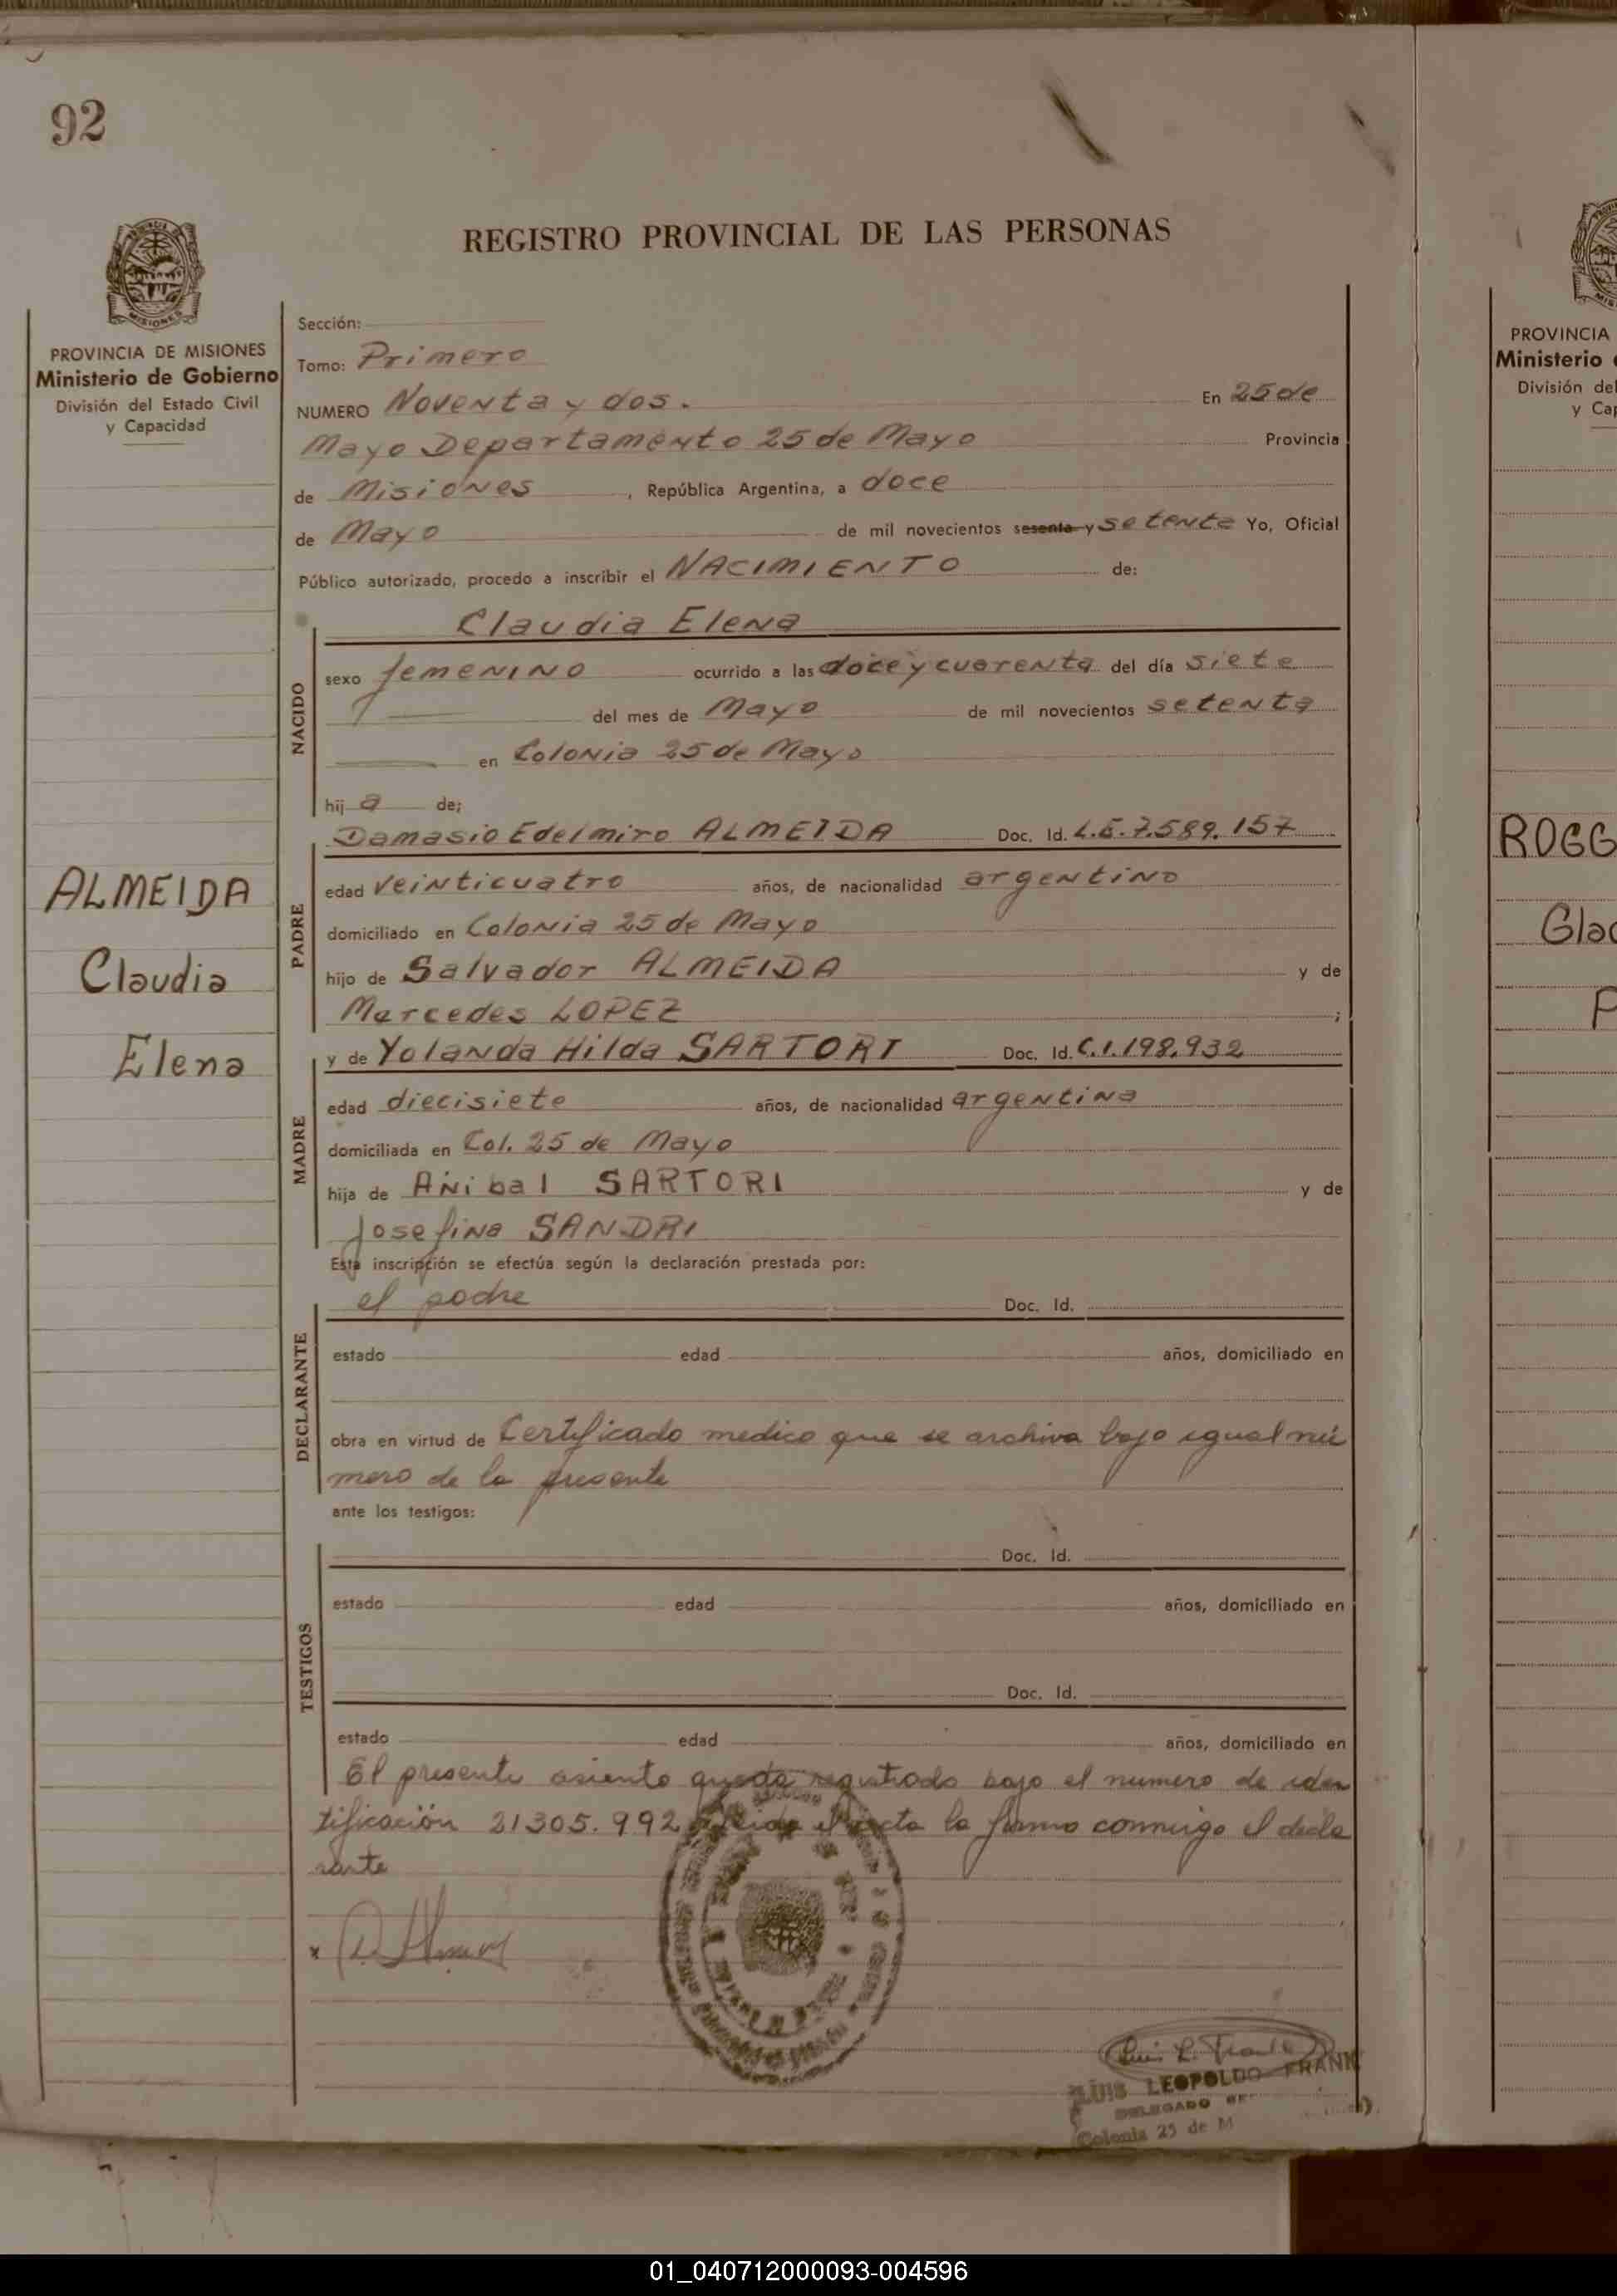 92
REGISTRO PROVINCIAL DE LAS PERSONAS
MISIONES
PROVINCIA DE MISIONES
Ministerio de Gobierno
División del Estado Civil
y Capacidad
Sección:
Tomo: Primero
NUMERO Noventa y dos. En 25 de
Mayo Departamento 25 de Mayo Provincia
de Misiones, República Argentina, a doce
de Mayo de mil novecientos sesenta y setenta Yo, Oficial
Público autorizado, procedo a inscribir el NACIMIENTO de:
Claudia Elena
NACIDO
sexo femenino ocurrido a las doce y cuarenta del día siete
del mes de Mayo de mil novecientos setenta
en Colonia 25 de Mayo
hij a de;
Damasio Edelmiro ALMEIDA Doc. Id. L.E.7.589.157
PADRE
edad veinticuatro años, de nacionalidad argentino
domiciliado en Colonia 25 de Mayo
hijo de Salvador ALMEIDA y de
Mercedes LOPEZ ;
y de Yolanda Hilda SARTORI Doc. Id. C.I.198.932
MADRE
edad diecisiete años, de nacionalidad argentina
domiciliada en Col. 25 de Mayo
hija de Anibal SARTORI y de
Josefina SANDRI
Esta inscripción se efectúa según la declaración prestada por:
el padre Doc. Id.
DECLARANTE
estado edad años, domiciliado en
obra en virtud de Certificado medico que se archiva bajo igual nú
mero de la presente
ante los testigos:
TESTIGOS
Doc. Id.
estado edad años, domiciliado en
Doc. Id.
estado edad años, domiciliado en
El presente asiento queda registrado bajo el numero de iden
tificación 21305.992 Leida el acta la firma conmigo el decla
rante
LUIS LEOPOLDO FRANK
DELEGADO
Colonia 25 de M
ALMEIDA
Claudia
Elena
PROVINCIA
Ministerio
División del
y Cap
ROGG
Glad
01_040712000093-004596